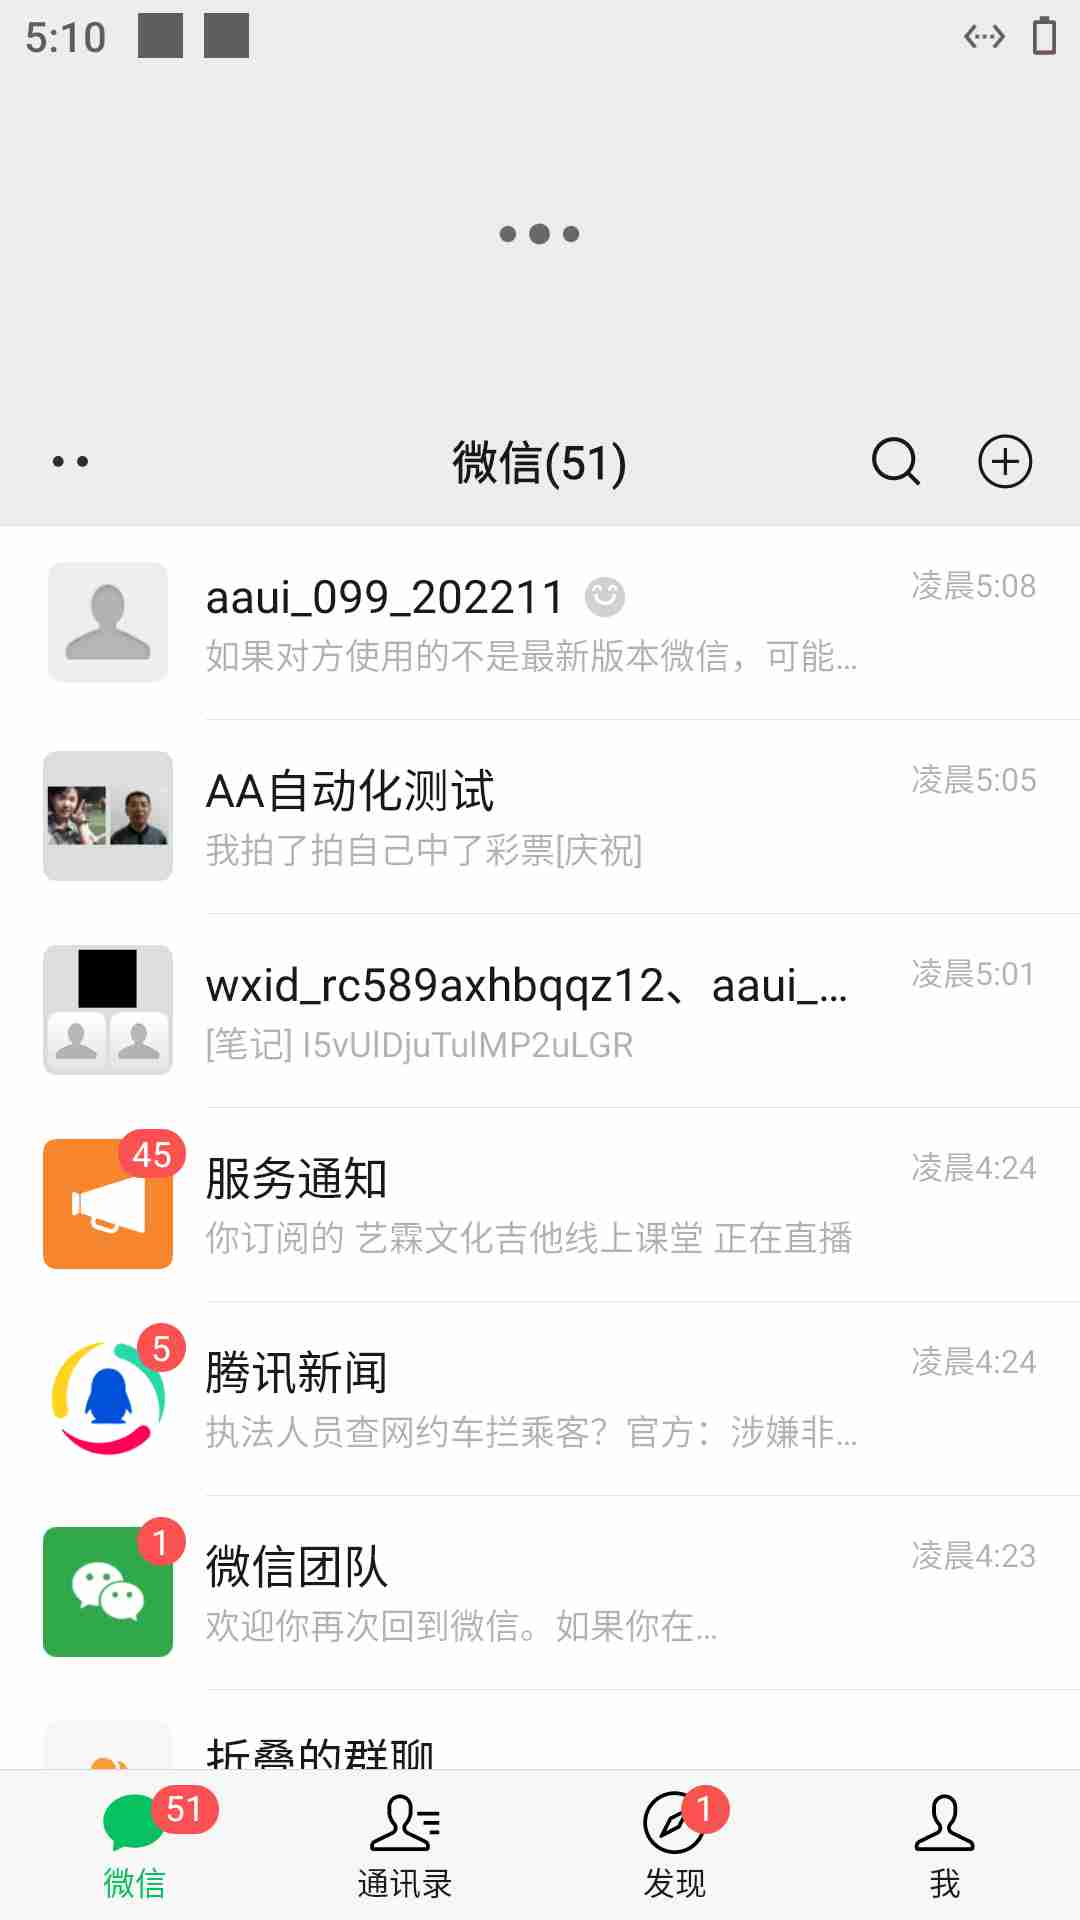 5:10
微信(51)
aaui_099_202211
凌晨5:08
如果对方使用的不是最新版本微信，可能...
AA自动化测试
凌晨5:05
我拍了拍自己中了彩票[庆祝]
wxid_rc589axhbqqz12、aaui_...
凌晨5:01
[笔记] I5vUlDjuTulMP2uLGR
45
服务通知
凌晨4:24
你订阅的 艺霖文化吉他线上课堂 正在直播
5
腾讯新闻
凌晨4:24
执法人员查网约车拦乘客？官方：涉嫌非...
1
微信团队
凌晨4:23
欢迎你再次回到微信。如果你在...
折叠的群聊
51
1
微信
通讯录
发现
我